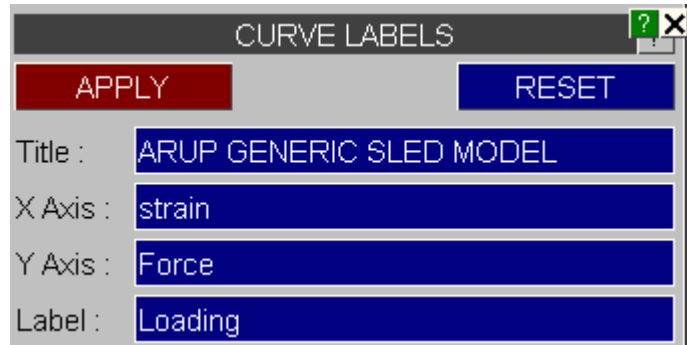 CURVE LABELS ?
APPLY RESET
Title : ARUP GENERIC SLED MODEL
X Axis : strain
Y Axis : Force
Label : Loading